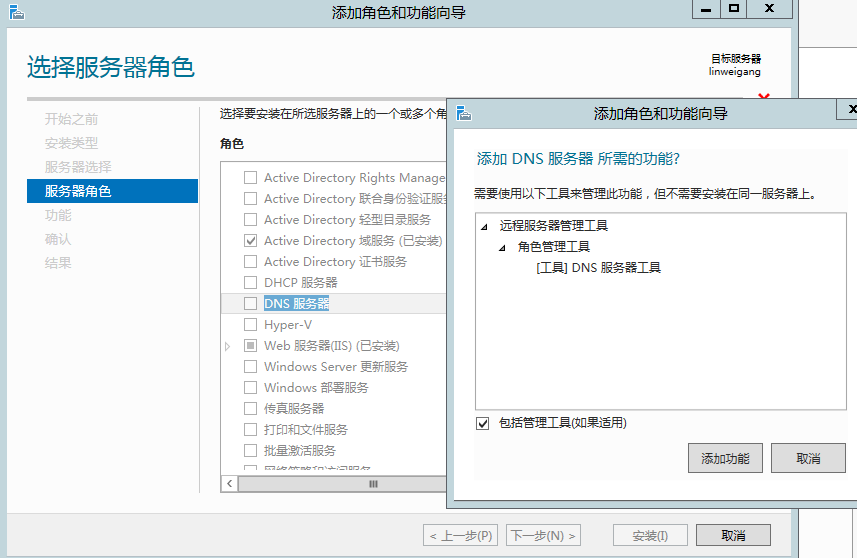 添加角色和功能向导
选择服务器角色
目标服务器
linweigang
开始之前
安装类型
服务器选择
服务器角色
功能
确认
结果
选择要安装在所选服务器上的一个或多个角
角色
Active Directory Rights Manage
Active Directory 联合身份验证服务
Active Directory 轻型目录服务
Active Directory 域服务 (已安装)
Active Directory 证书服务
DHCP 服务器
DNS 服务器
Hyper-V
Web 服务器(IIS) (已安装)
Windows Server 更新服务
Windows 部署服务
传真服务器
打印和文件服务
批量激活服务
网络策略和访问服务
< 上一步(P)
下一步(N) >
安装(I)
取消
添加角色和功能向导
添加 DNS 服务器 所需的功能?
需要使用以下工具来管理此功能，但不需要安装在同一服务器上。
远程服务器管理工具
角色管理工具
[工具] DNS 服务器工具
包括管理工具(如果适用)
添加功能
取消